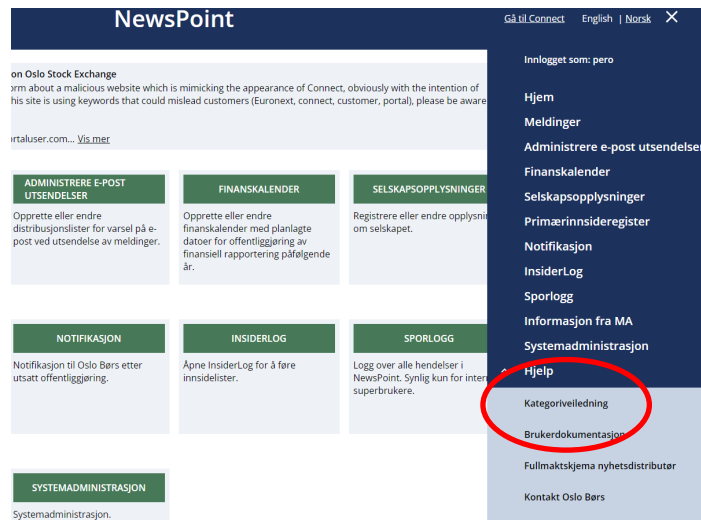 NewsPoint
Gå til Connect English | Norsk
on Oslo Stock Exchange
orm about a malicious website which is mimicking the appearance of Connect, obviously with the intention of
his site is using keywords that could mislead customers (Euronext, connect, customer, portal), please be aware
rtaluser.com... Vis mer
ADMINISTRERE E-POST
UTSENDELSER
Opprette eller endre
distribusjonslister for varsel på e-
post ved utsendelse av meldinger.
FINANSKALENDER
Opprette eller endre
finanskalender med planlagte
datoer for offentliggjøring av
finansiell rapportering påfølgende
år.
SELSKAPSOPPLYSNINGER
Registrere eller endre opplysnin
om selskapet.
NOTIFIKASJON
Notifikasjon til Oslo Børs etter
utsatt offentliggjøring.
INSIDERLOG
Åpne InsiderLog for å føre
innsidelister.
SPORLOGG
Logg over alle hendelser i
NewsPoint. Synlig kun for inter
superbrukere.
SYSTEMADMINISTRASJON
Systemadministrasjon.
Innlogget som: pero
Hjem
Meldinger
Administrere e-post utsendelser
Finanskalender
Selskapsopplysninger
Primærinnsideregister
Notifikasjon
InsiderLog
Sporlogg
Informasjon fra MA
Systemadministrasjon
Hjelp
Kategoriveiledning
Brukerdokumentasjon
Fullmaktskjema nyhetsdistributør
Kontakt Oslo Børs